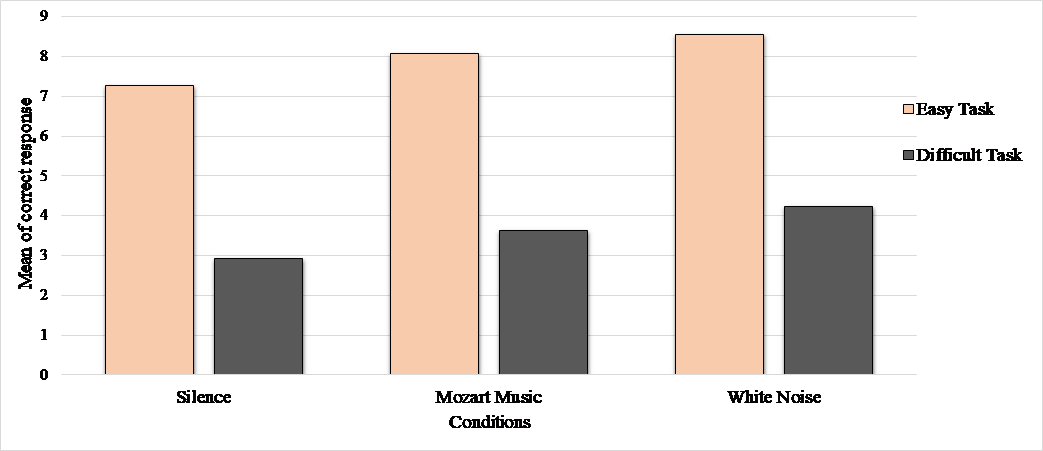 9
8
7
6
5
4
3
2
1
0
Mean of correct response
Silence
Mozart Music
White Noise
Conditions
Easy Task
Difficult Task